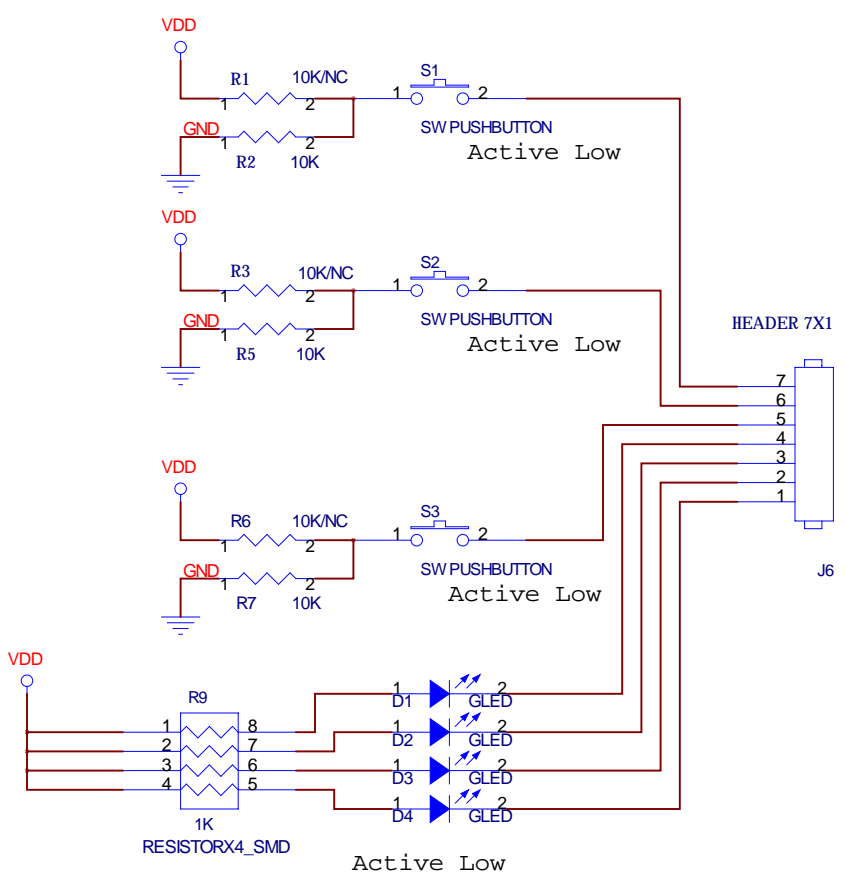 VDD
R1 10K/NC
S1
1 2 1 2
GND
SW PUSHBUTTON
1 2
R2 10K
Active Low
VDD
R3 10K/NC
S2
1 2 1 2
GND
SW PUSHBUTTON
1 2
R5 10K
Active Low
HEADER 7X1
7
6
5
4
3
2
1
J6
VDD
R6 10K/NC
S3
1 2 1 2
GND
SW PUSHBUTTON
1 2
R7 10K
Active Low
VDD
R9
1 8
2 7
3 6
4 5
1K
RESISTORX4_SMD
1 2
D1 GLED
1 2
D2 GLED
1 2
D3 GLED
1 2
D4 GLED
Active Low